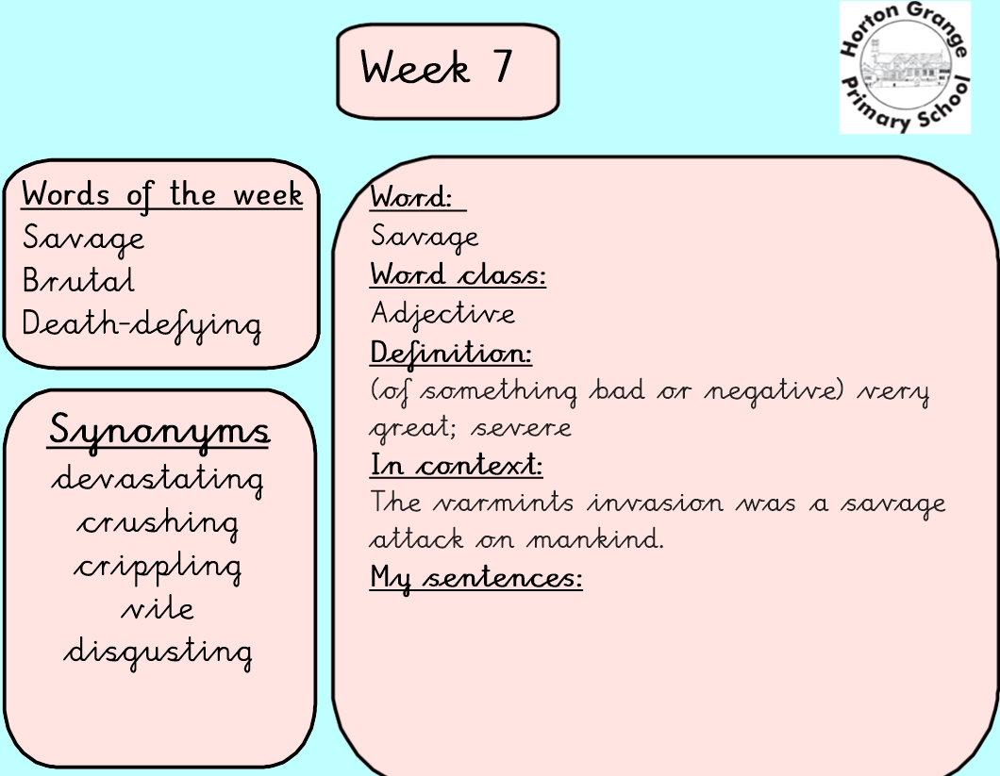 Week 7
Horton Grange
Primary School
Words of the week
Savage
Brutal
Death-defying
Synonyms
devastating
crushing
crippling
vile
disgusting
Word:
Savage
Word class:
Adjective
Definition:
(of something bad or negative) very
great; severe
In context:
The varmints invasion was a savage
attack on mankind.
My sentences: